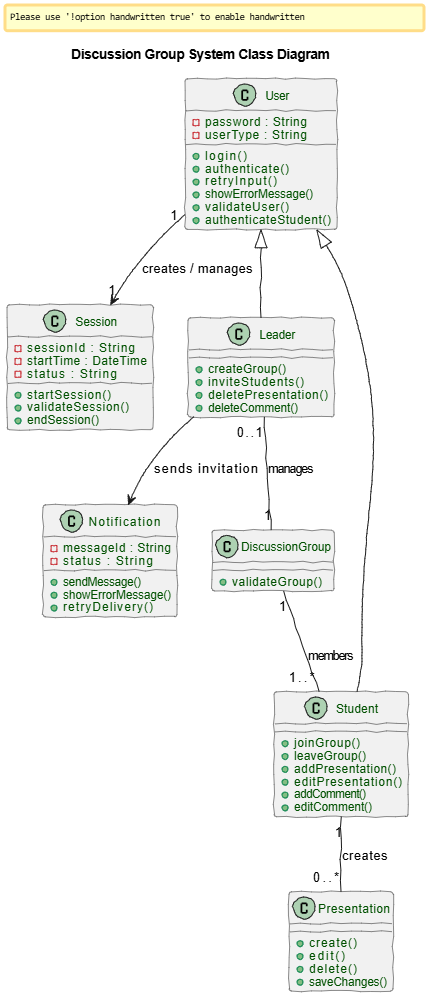 Please use '!option handwritten true' to enable handwritten
Discussion Group System Class Diagram
C User
password : String
userType : String
login()
authenticate()
retryInput()
showErrorMessage()
validateUser()
authenticateStudent()
1
creates / manages
1
C Session
sessionId : String
startTime : DateTime
status : String
startSession()
validateSession()
endSession()
C Leader
createGroup()
inviteStudents()
deletePresentation()
deleteComment()
0..1
sends invitation
manages
1
C Notification
messageId : String
status : String
sendMessage()
showErrorMessage()
retryDelivery()
C DiscussionGroup
validateGroup()
1
members
1..*
C Student
joinGroup()
leaveGroup()
addPresentation()
editPresentation()
addComment()
editComment()
1
creates
0..*
C Presentation
create()
edit()
delete()
saveChanges()